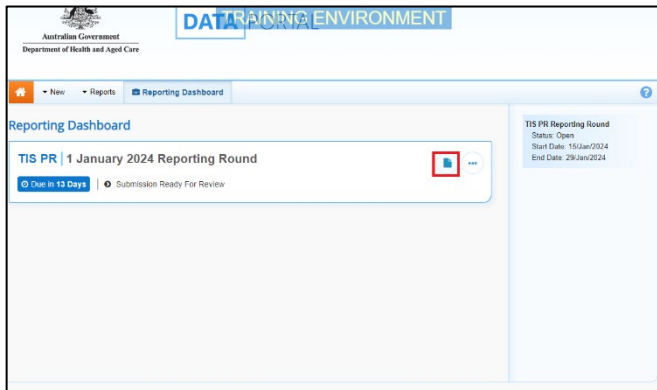 Australian Government
Department of Health and Aged Care
DATA PORTAL
TRAINING ENVIRONMENT
New
Reports
Reporting Dashboard
?
Reporting Dashboard
TIS PR | 1 January 2024 Reporting Round
Due in 13 Days
Submission Ready For Review
TIS PR Reporting Round
Status: Open
Start Date: 15/Jan/2024
End Date: 29/Jan/2024